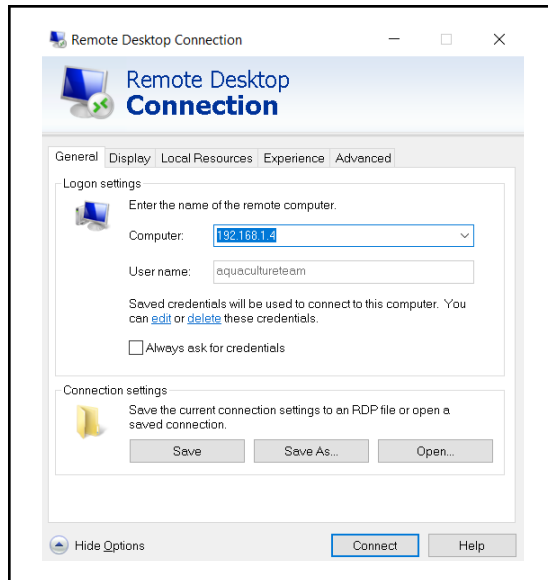 Remote Desktop Connection
Remote Desktop
Connection
General Display Local Resources Experience Advanced
Logon settings
Enter the name of the remote computer.
Computer: 192.168.1.4
User name: aquacultureteam
Saved credentials will be used to connect to this computer. You
can edit or delete these credentials.
Always ask for credentials
Connection settings
Save the current connection settings to an RDP file or open a
saved connection.
Save Save As... Open...
Hide Options Connect Help